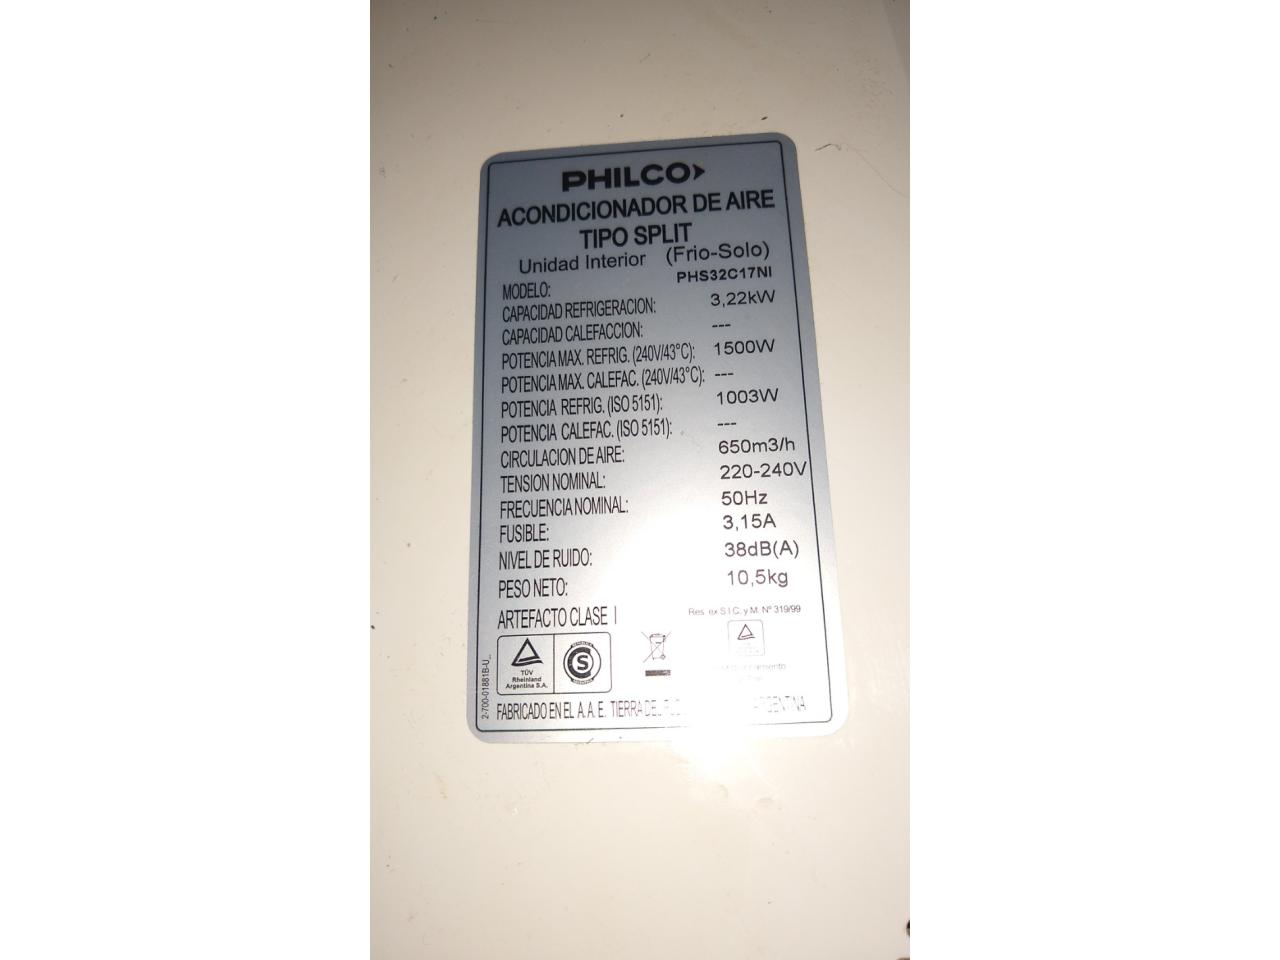 PHILCO
ACONDICIONADOR DE AIRE
TIPO SPLIT
Unidad Interior (Frio-Solo)
MODELO: PHS32C17NI
CAPACIDAD REFRIGERACION: 3,22kW
CAPACIDAD CALEFACCION: ---
POTENCIA MAX. REFRIG. (240V/43°C): 1500W
POTENCIA MAX. CALEFAC. (240V/43°C): ---
POTENCIA REFRIG. (ISO 5151): 1003W
POTENCIA CALEFAC. (ISO 5151): ---
CIRCULACION DE AIRE: 650m3/h
TENSION NOMINAL: 220-240V
FRECUENCIA NOMINAL: 50Hz
FUSIBLE: 3,15A
NIVEL DE RUIDO: 38dB(A)
PESO NETO: 10,5kg
ARTEFACTO CLASE I
Res. ex S.I.C. y M. Nº 319/99
TÜV
Rheinland
Argentina S.A.
S
2-700-01881B-U_
FABRICADO EN EL A.A.E. TIERRA DEL ARGENTINA